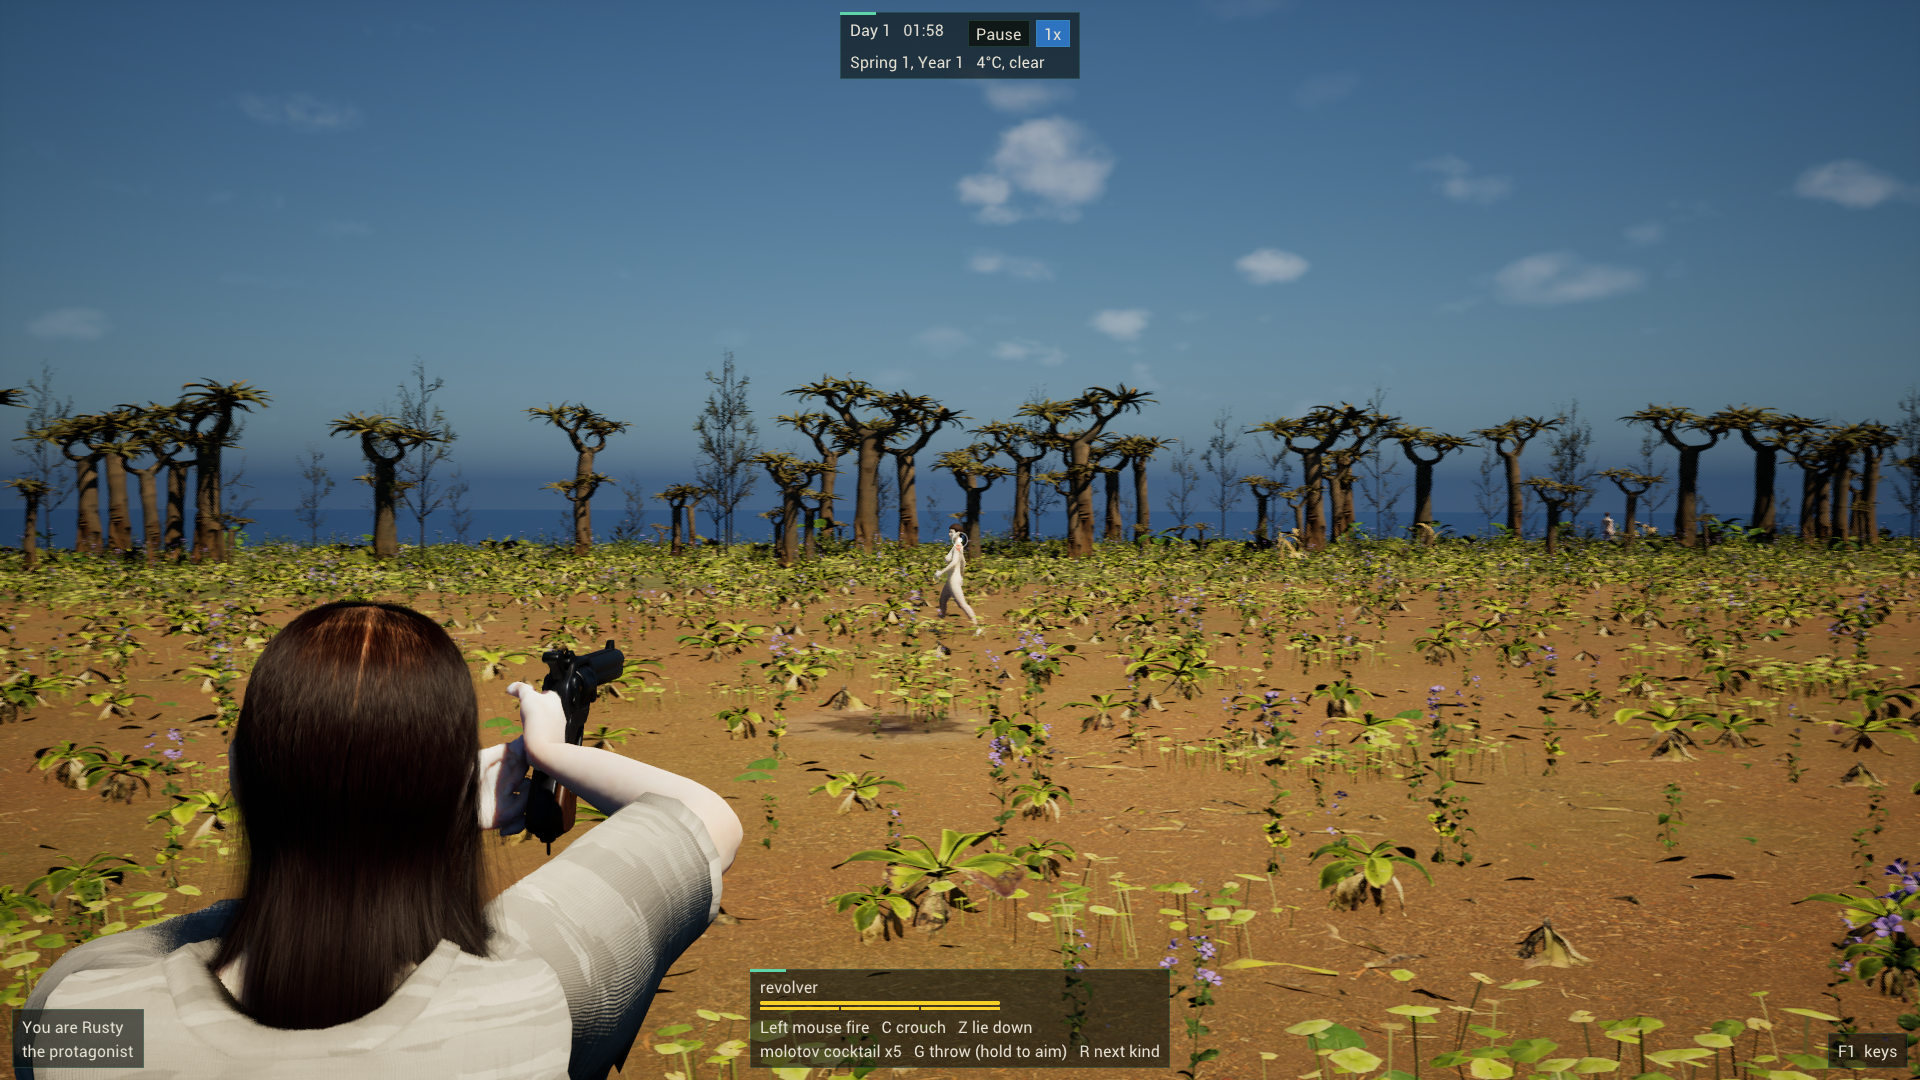 Day 1 01:58 Pause 1x
Spring 1, Year 1 4°C, clear
revolver
Left mouse fire C crouch Z lie down
molotov cocktail x5 G throw (hold to aim) R next kind
You are Rusty
the protagonist
F1 keys